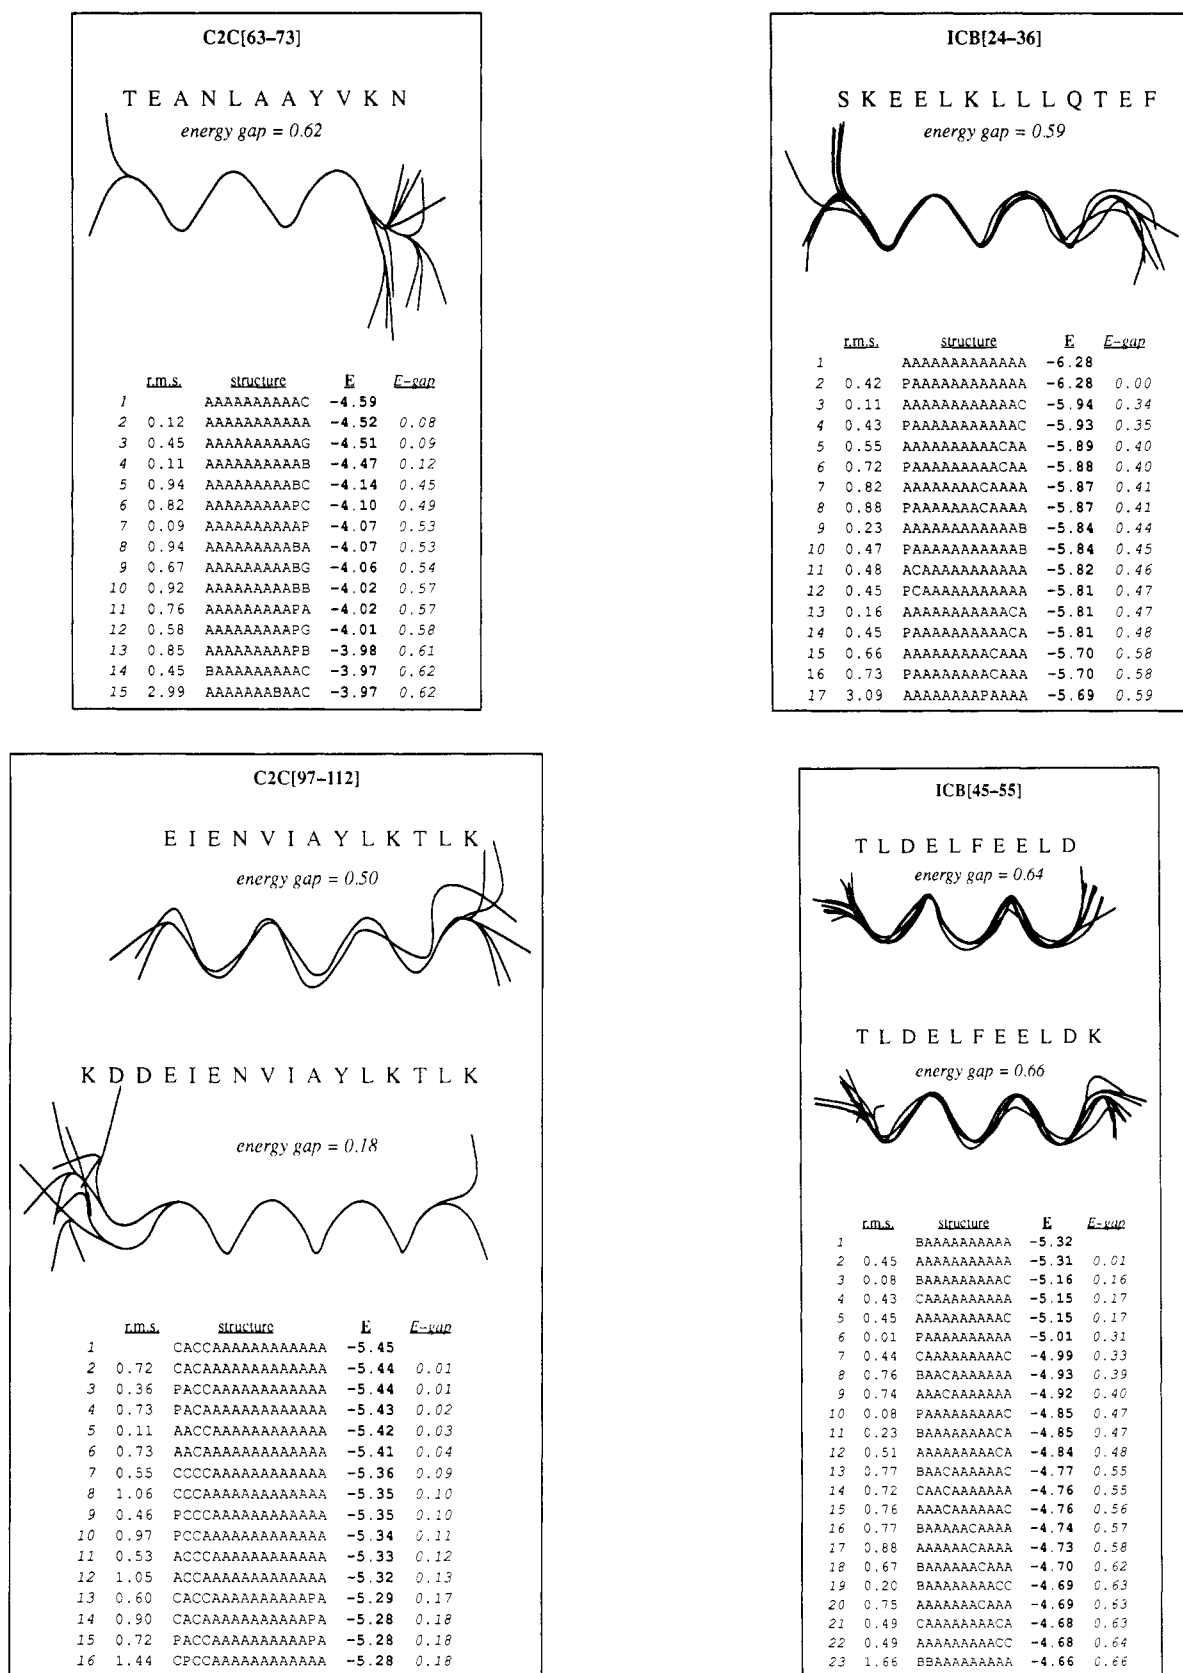 C2C[63–73]
T E A N L A A Y V K N
energy gap = 0.62
r.m.s. structure E E-gap
1 AAAAAAAAAAC -4.59
2 0.12 AAAAAAAAAAA -4.52 0.08
3 0.45 AAAAAAAAAAG -4.51 0.09
4 0.11 AAAAAAAAAAB -4.47 0.12
5 0.94 AAAAAAAAABC -4.14 0.45
6 0.82 AAAAAAAAAPC -4.10 0.49
7 0.09 AAAAAAAAAAP -4.07 0.53
8 0.94 AAAAAAAAABA -4.07 0.53
9 0.67 AAAAAAAAABG -4.06 0.54
10 0.92 AAAAAAAAABB -4.02 0.57
11 0.76 AAAAAAAAAPA -4.02 0.57
12 0.58 AAAAAAAAAPG -4.01 0.58
13 0.85 AAAAAAAAAPB -3.98 0.61
14 0.45 BAAAAAAAAAC -3.97 0.62
15 2.99 AAAAAAABAAC -3.97 0.62
ICB[24–36]
S K E E L K L L L Q T E F
energy gap = 0.59
r.m.s. structure E E-gap
1 AAAAAAAAAAAAA -6.28
2 0.42 PAAAAAAAAAAAA -6.28 0.00
3 0.11 AAAAAAAAAAAAC -5.94 0.34
4 0.43 PAAAAAAAAAAAC -5.93 0.35
5 0.55 AAAAAAAAAACAA -5.89 0.40
6 0.72 PAAAAAAAAACAA -5.88 0.40
7 0.82 AAAAAAAACAAAA -5.87 0.41
8 0.88 PAAAAAAACAAAA -5.87 0.41
9 0.23 AAAAAAAAAAAAB -5.84 0.44
10 0.47 PAAAAAAAAAAAB -5.84 0.45
11 0.48 ACAAAAAAAAAAA -5.82 0.46
12 0.45 PCAAAAAAAAAAA -5.81 0.47
13 0.16 AAAAAAAAAAACA -5.81 0.47
14 0.45 PAAAAAAAAAACA -5.81 0.48
15 0.66 AAAAAAAAACAAA -5.70 0.58
16 0.73 PAAAAAAAACAAA -5.70 0.58
17 3.09 AAAAAAAAPAAAA -5.69 0.59
C2C[97–112]
E I E N V I A Y L K T L K
energy gap = 0.50
K D D E I E N V I A Y L K T L K
energy gap = 0.18
r.m.s. structure E E-gap
1 CACCAAAAAAAAAAAA -5.45
2 0.72 CACAAAAAAAAAAAAA -5.44 0.01
3 0.36 PACCAAAAAAAAAAAA -5.44 0.01
4 0.73 PACAAAAAAAAAAAAA -5.43 0.02
5 0.11 AACCAAAAAAAAAAAA -5.42 0.03
6 0.73 AACAAAAAAAAAAAAA -5.41 0.04
7 0.55 CCCCAAAAAAAAAAAA -5.36 0.09
8 1.06 CCCAAAAAAAAAAAAA -5.35 0.10
9 0.46 PCCCAAAAAAAAAAAA -5.35 0.10
10 0.97 PCCAAAAAAAAAAAAA -5.34 0.11
11 0.53 ACCCAAAAAAAAAAAA -5.33 0.12
12 1.05 ACCAAAAAAAAAAAAA -5.32 0.13
13 0.60 CACCAAAAAAAAAAPA -5.29 0.17
14 0.90 CACAAAAAAAAAAAPA -5.28 0.18
15 0.72 PACCAAAAAAAAAAPA -5.28 0.18
16 1.44 CPCCAAAAAAAAAAAA -5.28 0.18
ICB[45–55]
T L D E L F E E L D
energy gap = 0.64
T L D E L F E E L D K
energy gap = 0.66
r.m.s. structure E E-gap
1 BAAAAAAAAAA -5.32
2 0.45 AAAAAAAAAAA -5.31 0.01
3 0.08 BAAAAAAAAAC -5.16 0.16
4 0.43 CAAAAAAAAAA -5.15 0.17
5 0.45 AAAAAAAAAAC -5.15 0.17
6 0.01 PAAAAAAAAAA -5.01 0.31
7 0.44 CAAAAAAAAAC -4.99 0.33
8 0.76 BAACAAAAAAA -4.93 0.39
9 0.74 AAACAAAAAAA -4.92 0.40
10 0.08 PAAAAAAAAAC -4.85 0.47
11 0.23 BAAAAAAAACA -4.85 0.47
12 0.51 AAAAAAAAACA -4.84 0.48
13 0.77 BAACAAAAAAC -4.77 0.55
14 0.72 CAACAAAAAAA -4.76 0.55
15 0.76 AAACAAAAAAC -4.76 0.56
16 0.77 BAAAAACAAAA -4.74 0.57
17 0.88 AAAAAACAAAA -4.73 0.58
18 0.67 BAAAAAACAAA -4.70 0.62
19 0.20 BAAAAAAAACC -4.69 0.63
20 0.75 AAAAAAACAAA -4.69 0.63
21 0.49 CAAAAAAAACA -4.68 0.63
22 0.49 AAAAAAAAACC -4.68 0.64
23 1.66 BBAAAAAAAAA -4.66 0.66